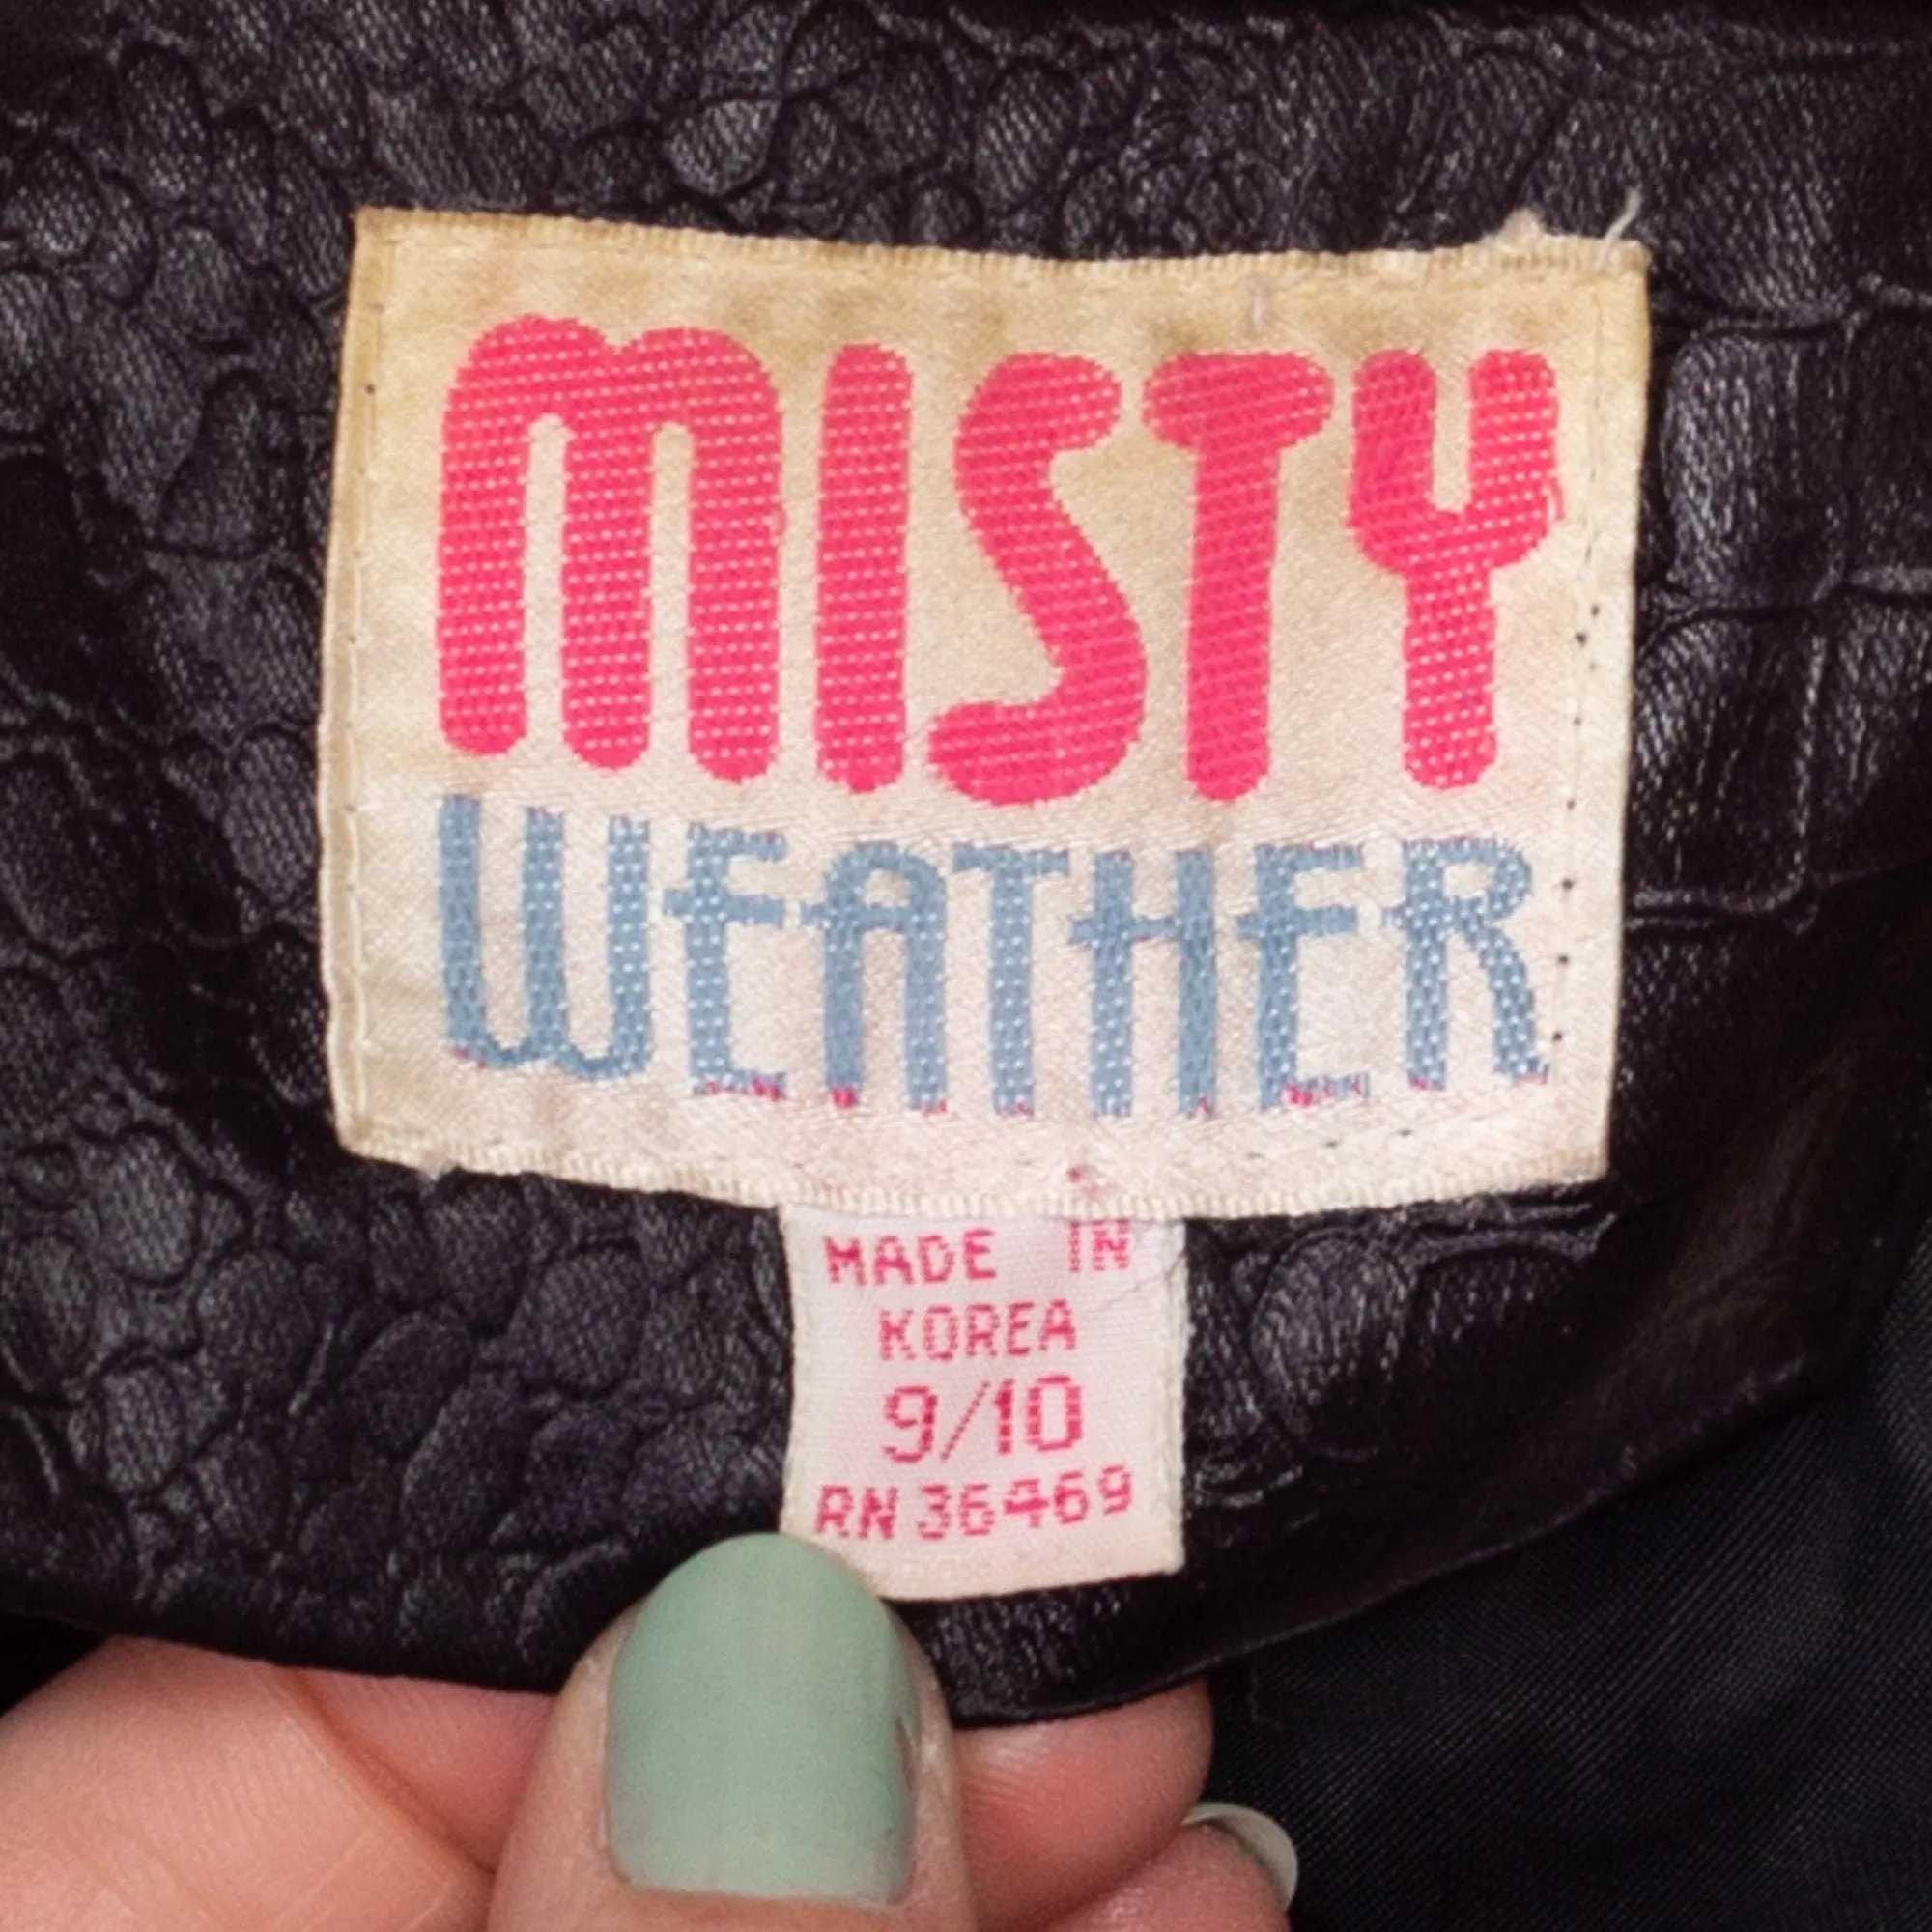 MISTY
WEATHER
MADE IN
KOREA
9/10
RN 36469